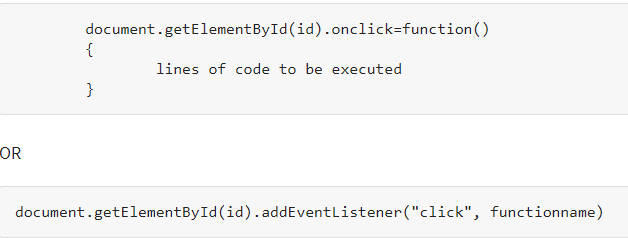 document.getElementById(id).onclick=function()
{
lines of code to be executed
}
OR
document.getElementById(id).addEventListener("click", functionname)